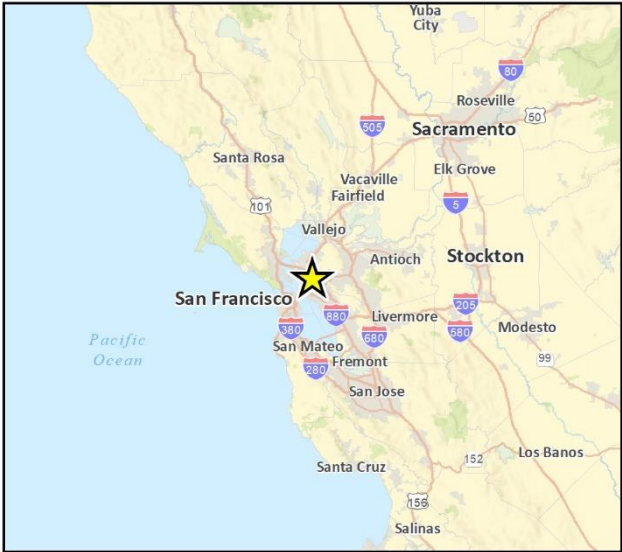 Yuba
City
80
Roseville
50
505
Sacramento
Santa Rosa
Elk Grove
Vacaville
Fairfield
101
5
Vallejo
Antioch
Stockton
San Francisco
205
880
Livermore
380
580
Modesto
680
Pacific
Ocean
San Mateo
Fremont
99
280
San Jose
Los Banos
152
Santa Cruz
156
Salinas